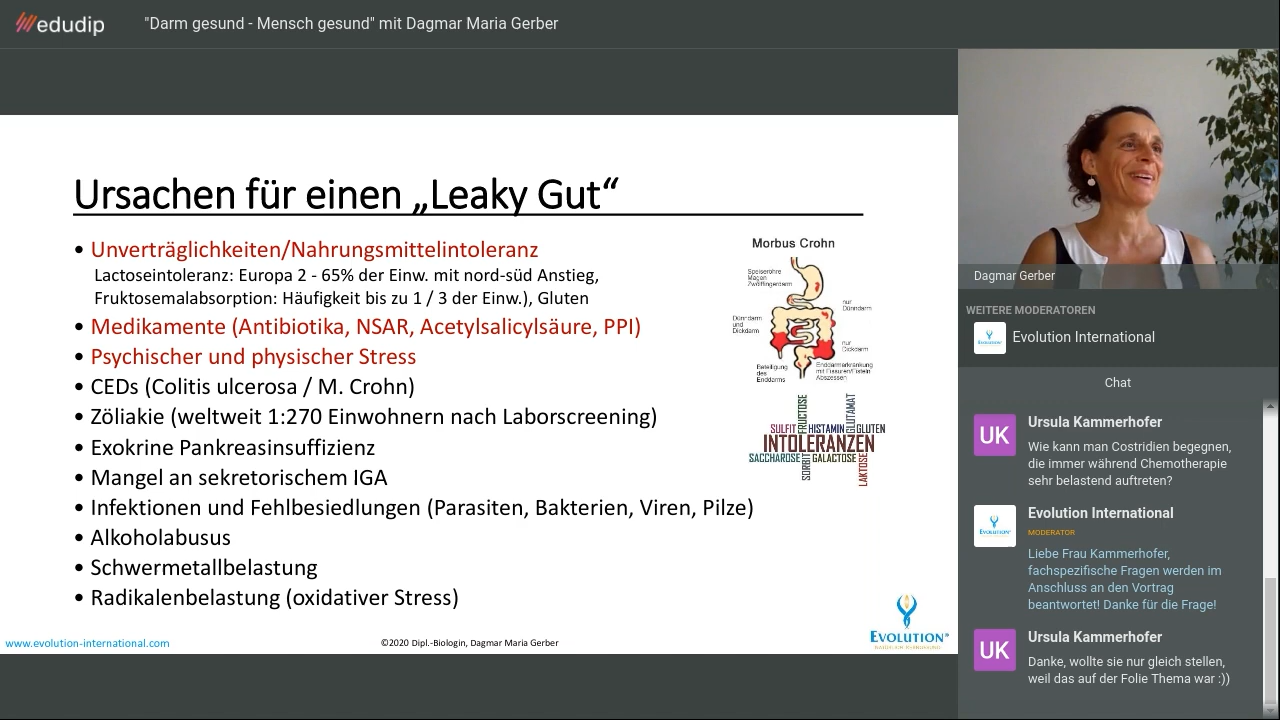 edudip
"Darm gesund - Mensch gesund" mit Dagmar Maria Gerber
Ursachen für einen „Leaky Gut“
• Unverträglichkeiten/Nahrungsmittelintoleranz
Lactoseintoleranz: Europa 2 - 65% der Einw. mit nord-süd Anstieg,
Fruktosemalabsorption: Häufigkeit bis zu 1 / 3 der Einw.), Gluten
• Medikamente (Antibiotika, NSAR, Acetylsalicylsäure, PPI)
• Psychischer und physischer Stress
• CEDs (Colitis ulcerosa / M. Crohn)
• Zöliakie (weltweit 1:270 Einwohnern nach Laborscreening)
• Exokrine Pankreasinsuffizienz
• Mangel an sekretorischem IGA
• Infektionen und Fehlbesiedlungen (Parasiten, Bakterien, Viren, Pilze)
• Alkoholabusus
• Schwermetallbelastung
• Radikalenbelastung (oxidativer Stress)
Morbus Crohn
Speiseröhre
Magen
Zwölffingerdarm
nur
Dünndarm
Dünndarm
und
Dickdarm
nur
Dickdarm
Beteiligung
des
Enddarms
Enddarmerkrankung
mit Fissuren/Fisteln
Abszessen
FRUCTOSE
GLUTAMAT
SULFIT
HISTAMIN
GLUTEN
INTOLERANZEN
SACCHAROSE
SORBIT
GALACTOSE
LAKTOSE
www.evolution-international.com
©2020 Dipl.-Biologin, Dagmar Maria Gerber
EVOLUTION®
Dagmar Gerber
WEITERE MODERATOREN
Evolution International
Chat
UK
Ursula Kammerhofer
Wie kann man Costridien begegnen,
die immer während Chemotherapie
sehr belastend auftreten?
Evolution International
MODERATOR
Liebe Frau Kammerhofer,
fachspezifische Fragen werden im
Anschluss an den Vortrag
beantwortet! Danke für die Frage!
UK
Ursula Kammerhofer
Danke, wollte sie nur gleich stellen,
weil das auf der Folie Thema war :))